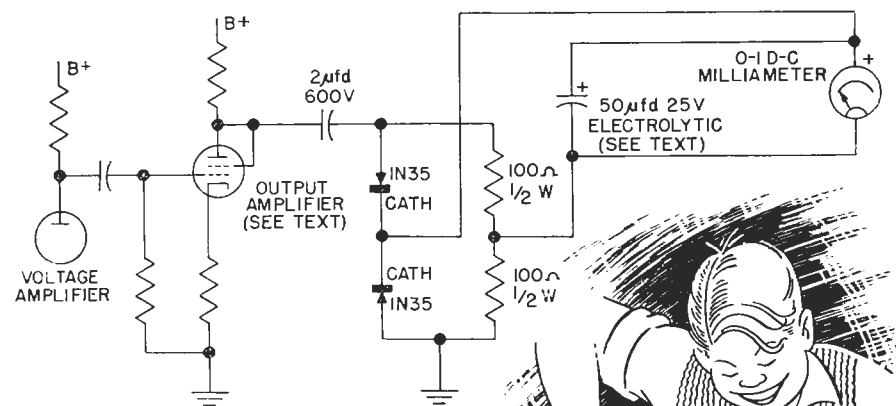 B+
B+
2µfd
600V
0-1 D-C
MILLIAMETER
+
+
50µfd 25V
ELECTROLYTIC
(SEE TEXT)
IN35
CATH
100Ω
1/2 W
OUTPUT
AMPLIFIER
(SEE TEXT)
VOLTAGE
AMPLIFIER
CATH
IN35
100Ω
1/2 W